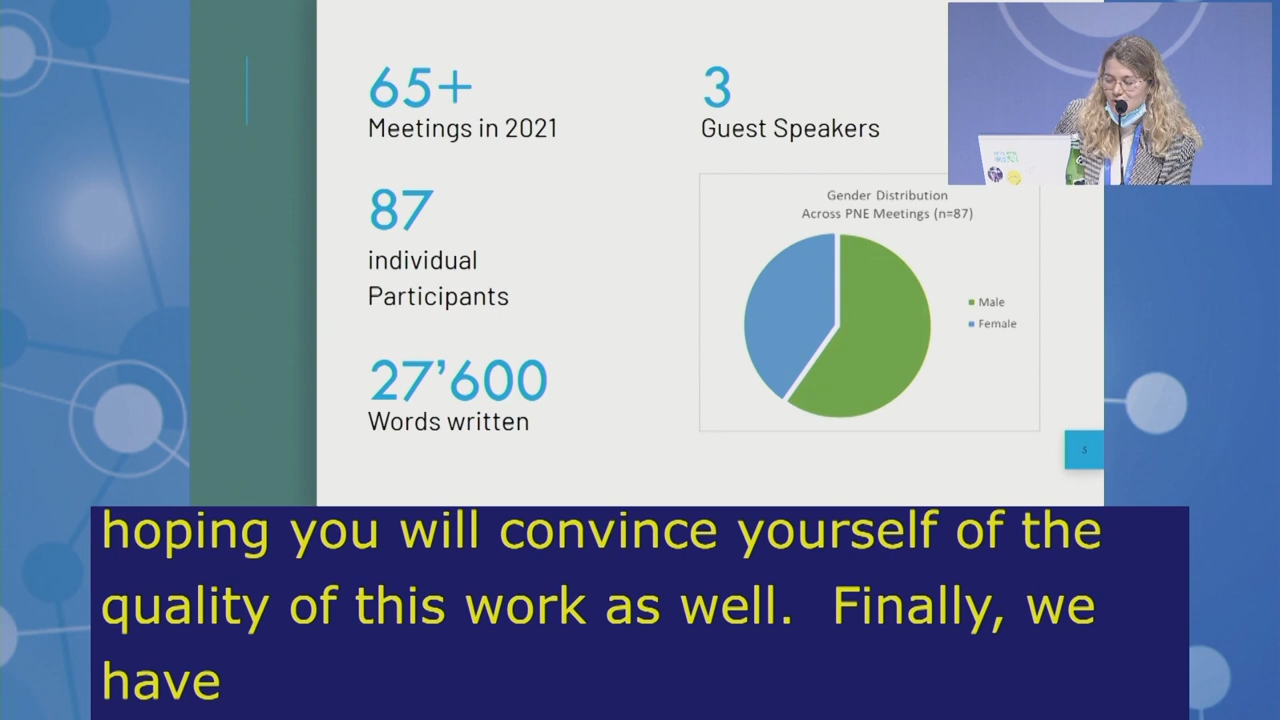 65+
Meetings in 2021
3
Guest Speakers
87
individual
Participants
Gender Distribution
Across PNE Meetings (n=87)
Male
Female
27’600
Words written
5
hoping you will convince yourself of the
quality of this work as well.  Finally, we
have